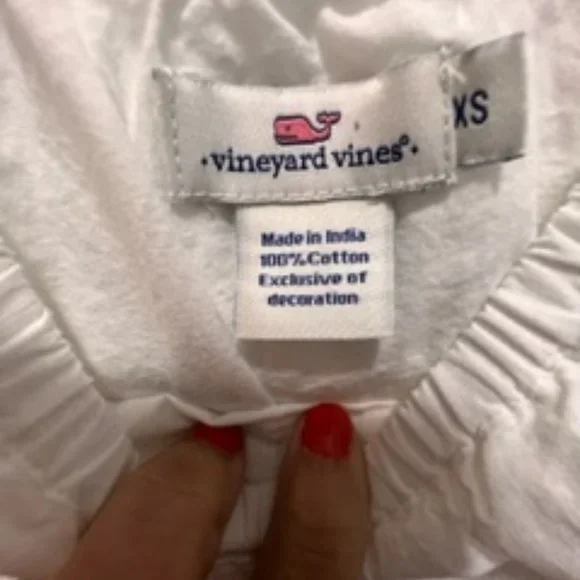 vineyard vines®
XS
Made in India
100% Cotton
Exclusive of
decoration